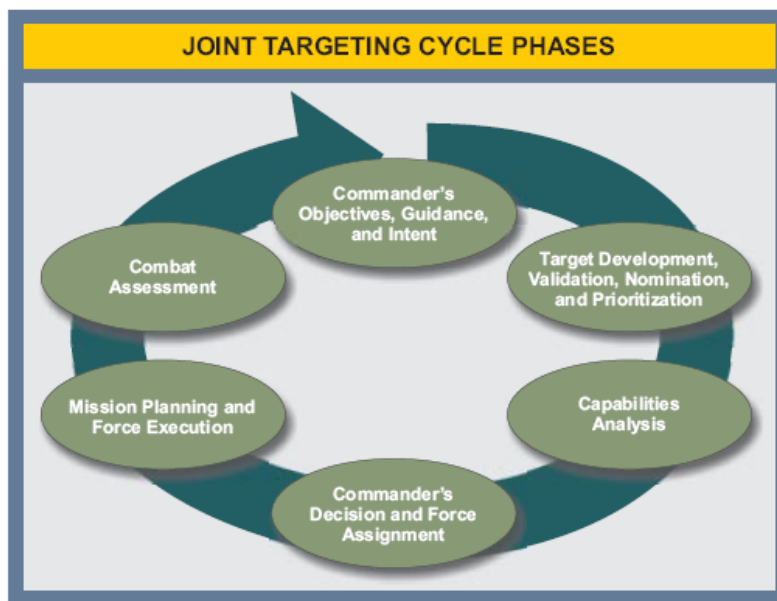 JOINT TARGETING CYCLE PHASES
Commander's
Objectives, Guidance,
and Intent
Target Development,
Validation, Nomination,
and Prioritization
Capabilities
Analysis
Commander's
Decision and Force
Assignment
Mission Planning and
Force Execution
Combat
Assessment